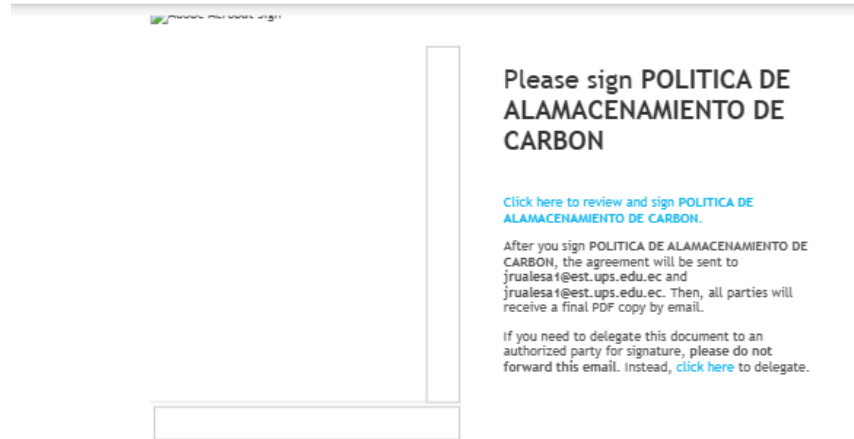 Adobe Acrobat Sign
Please sign POLITICA DE
ALAMACENAMIENTO DE
CARBON
Click here to review and sign POLITICA DE
ALAMACENAMIENTO DE CARBON.
After you sign POLITICA DE ALAMACENAMIENTO DE
CARBON, the agreement will be sent to
jrualesa1@est.ups.edu.ec and
jrualesa1@est.ups.edu.ec. Then, all parties will
receive a final PDF copy by email.
If you need to delegate this document to an
authorized party for signature, please do not
forward this email. Instead, click here to delegate.